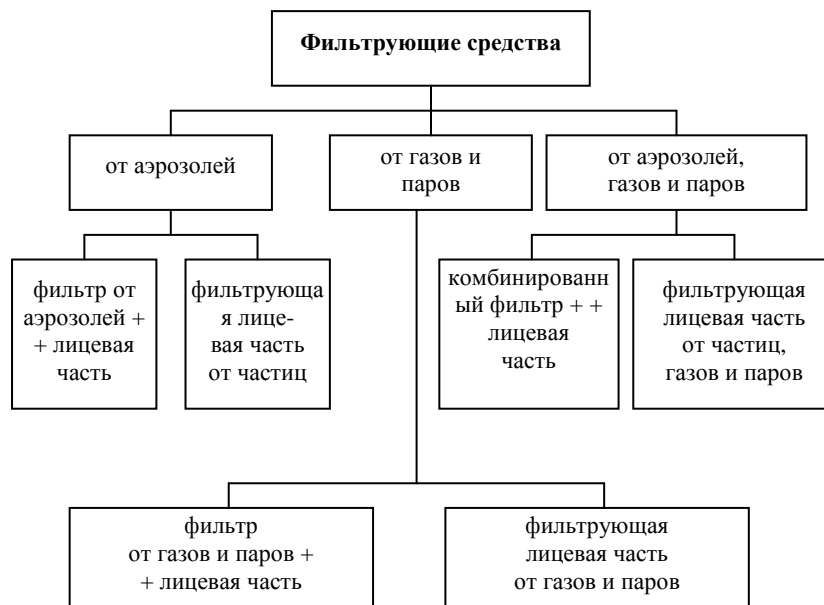 Фильтрующие средства
от аэрозолей
от газов и
паров
от аэрозолей,
газов и паров
фильтр от
аэрозолей +
+ лицевая
часть
фильтрующа
я лице-
вая часть
от частиц
комбинированн
ый фильтр + +
лицевая
часть
фильтрующая
лицевая часть
от частиц,
газов и паров
фильтр
от газов и паров +
+ лицевая часть
фильтрующая
лицевая часть
от газов и паров